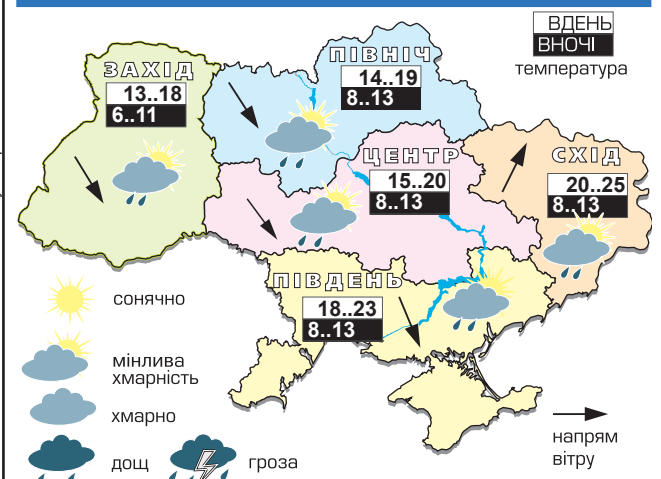 ВДЕНЬ
ВНОЧІ
температура
ЗАХІД
13..18
6..11
ПІВНІЧ
14..19
8..13
ЦЕНТР
15..20
8..13
СХІД
20..25
8..13
ПІВДЕНЬ
18..23
8..13
сонячно
мінлива
хмарність
хмарно
дощ
гроза
напрям
вітру